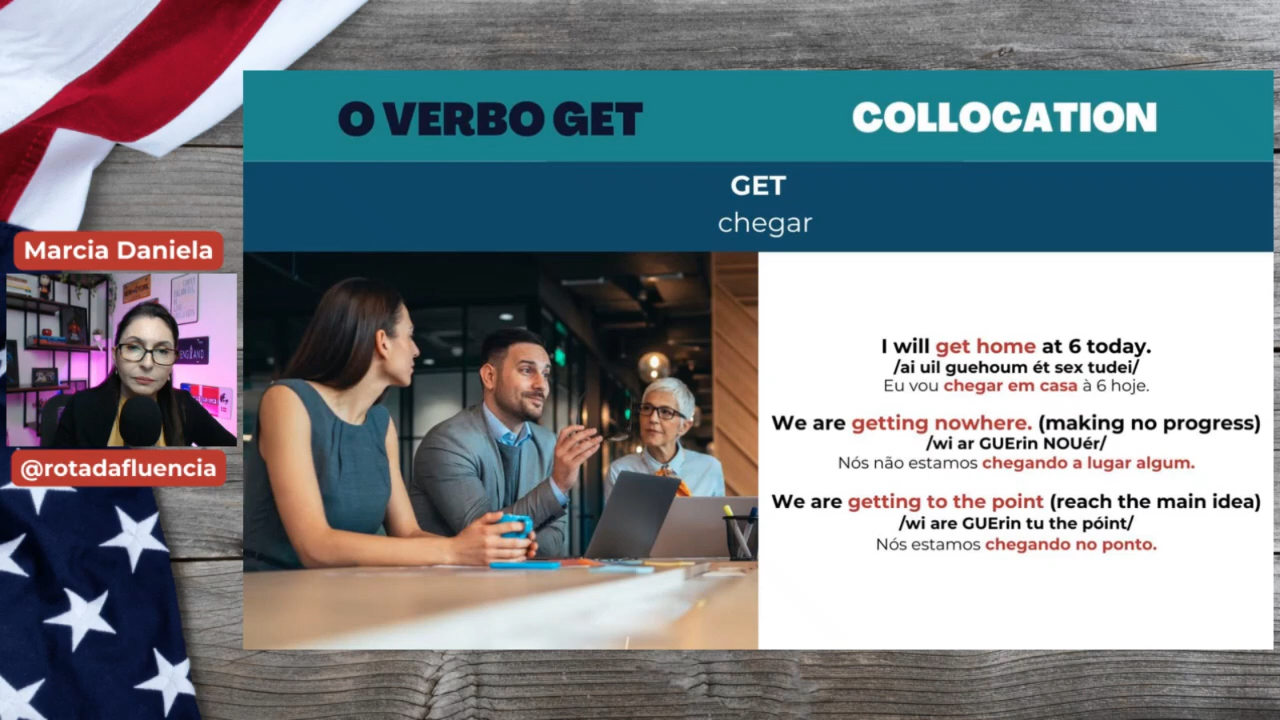 O VERBO GET
COLLOCATION
GET
chegar
Marcia Daniela
ENGLAND
@rotadafluencia
I will get home at 6 today.
/ai uil guehoum ét sex tudei/
Eu vou chegar em casa à 6 hoje.
We are getting nowhere. (making no progress)
/wi ar GUErin NOUér/
Nós não estamos chegando a lugar algum.
We are getting to the point (reach the main idea)
/wi are GUErin tu the póint/
Nós estamos chegando no ponto.